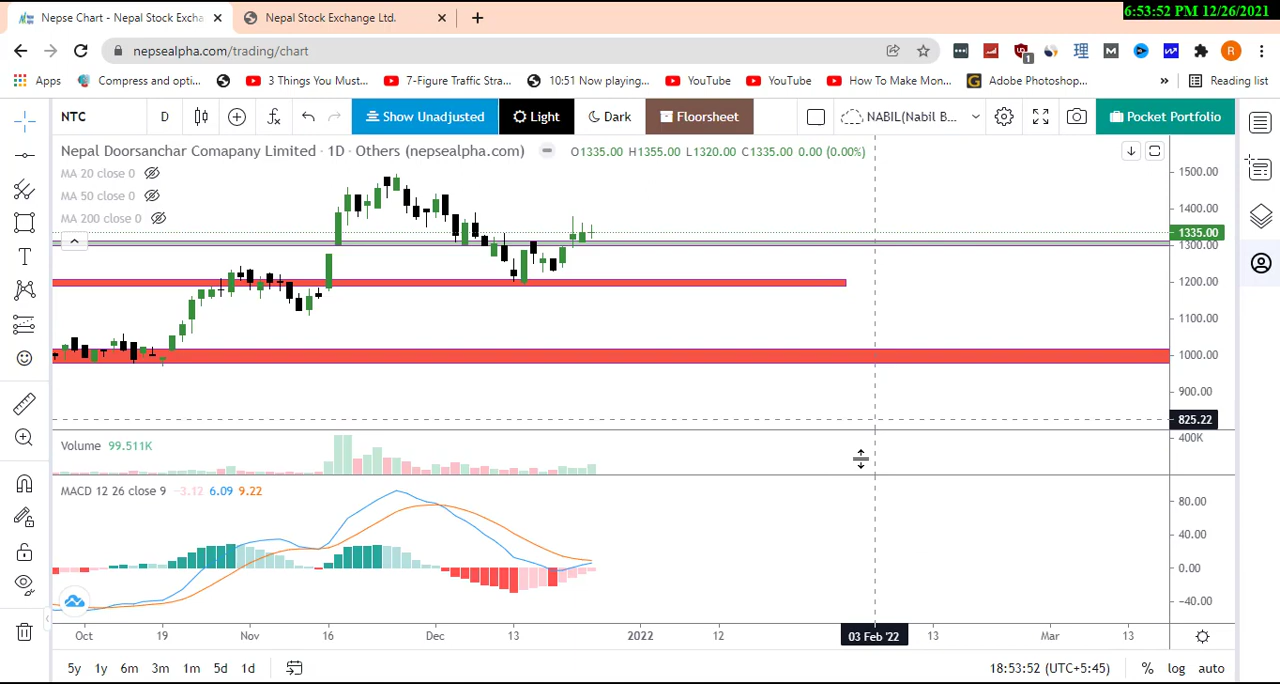 6:53:52 PM 12/26/2021
Nepse Chart - Nepal Stock Excha
Nepal Stock Exchange Ltd.
nepsealpha.com/trading/chart
R
Apps
Compress and opti...
3 Things You Must...
7-Figure Traffic Stra...
10:51 Now playing...
YouTube
YouTube
How To Make Mon...
Adobe Photoshop...
»
Reading list
NTC
D
Show Unadjusted
Light
Dark
Floorsheet
NABIL(Nabil B...
Pocket Portfolio
Nepal Doorsanchar Comapany Limited · 1D · Others (nepsealpha.com)
O1335.00 H1355.00 L1320.00 C1335.00 0.00 (0.00%)
MA 20 close 0
MA 50 close 0
MA 200 close 0
1500.00
1400.00
1335.00
1300.00
1200.00
1100.00
1000.00
900.00
825.22
Volume 99.511K
400K
MACD 12 26 close 9 −3.12 6.09 9.22
80.00
40.00
0.00
−40.00
Oct 19 Nov 16 Dec 13 2022 12 03 Feb '22 13 Mar 13
5y 1y 6m 3m 1m 5d 1d
18:53:52 (UTC+5:45)
% log auto